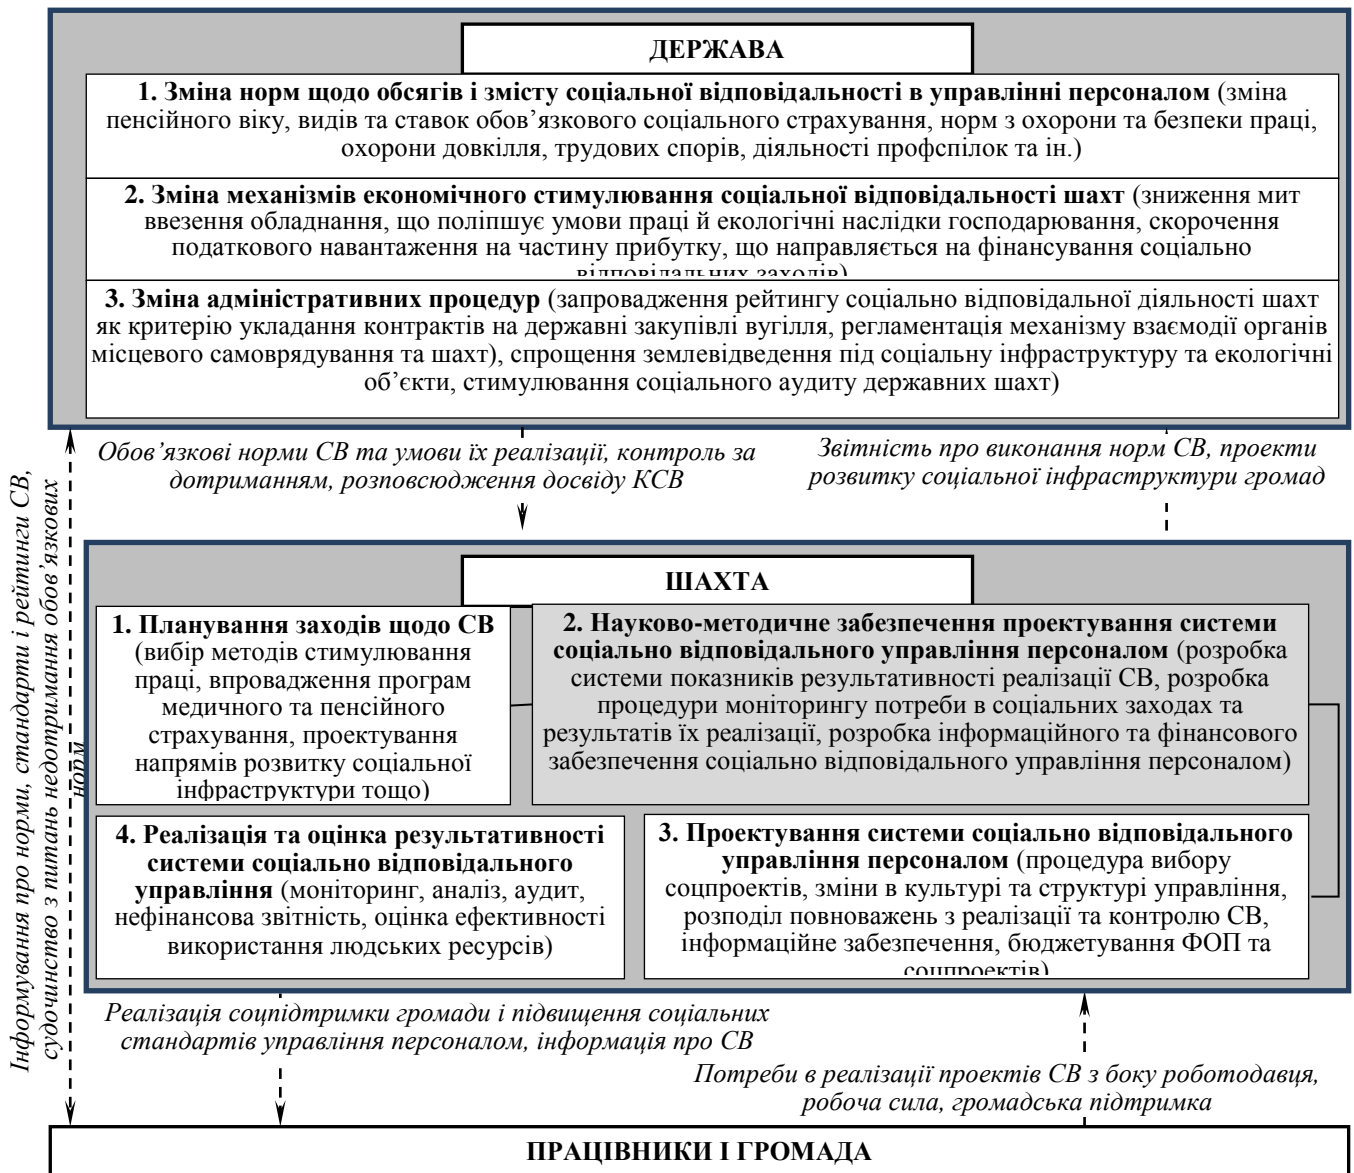 ДЕРЖАВА
1. Зміна норм щодо обсягів і змісту соціальної відповідальності в управлінні персоналом (зміна
пенсійного віку, видів та ставок обов’язкового соціального страхування, норм з охорони та безпеки праці,
охорони довкілля, трудових спорів, діяльності профспілок та ін.)
2. Зміна механізмів економічного стимулювання соціальної відповідальності шахт (зниження мит
ввезення обладнання, що поліпшує умови праці й екологічні наслідки господарювання, скорочення
податкового навантаження на частину прибутку, що направляється на фінансування соціально
відповідальних заходів)
3. Зміна адміністративних процедур (запровадження рейтингу соціально відповідальної діяльності шахт
як критерію укладання контрактів на державні закупівлі вугілля, регламентація механізму взаємодії органів
місцевого самоврядування та шахт), спрощення землевідведення під соціальну інфраструктуру та екологічні
об’єкти, стимулювання соціального аудиту державних шахт)
Обов’язкові норми СВ та умови їх реалізації, контроль за
дотриманням, розповсюдження досвіду КСВ
Звітність про виконання норм СВ, проекти
розвитку соціальної інфраструктури громад
Інформування про норми, стандарти і рейтинги СВ,
судочинство з питань недотримання обов’язкових
норм
ШАХТА
1. Планування заходів щодо СВ
(вибір методів стимулювання
праці, впровадження програм
медичного та пенсійного
страхування, проектування
напрямів розвитку соціальної
інфраструктури тощо)
2. Науково-методичне забезпечення проектування системи
соціально відповідального управління персоналом (розробка
системи показників результативності реалізації СВ, розробка
процедури моніторингу потреби в соціальних заходах та
результатів їх реалізації, розробка інформаційного та фінансового
забезпечення соціально відповідального управління персоналом)
4. Реалізація та оцінка результативності
системи соціально відповідального
управління (моніторинг, аналіз, аудит,
нефінансова звітність, оцінка ефективності
використання людських ресурсів)
3. Проектування системи соціально відповідального
управління персоналом (процедура вибору
соцпроектів, зміни в культурі та структурі управління,
розподіл повноважень з реалізації та контролю СВ,
інформаційне забезпечення, бюджетування ФОП та
соцпроектів)
Реалізація соцпідтримки громади і підвищення соціальних
стандартів управління персоналом, інформація про СВ
Потреби в реалізації проектів СВ з боку роботодавця,
робоча сила, громадська підтримка
ПРАЦІВНИКИ І ГРОМАДА